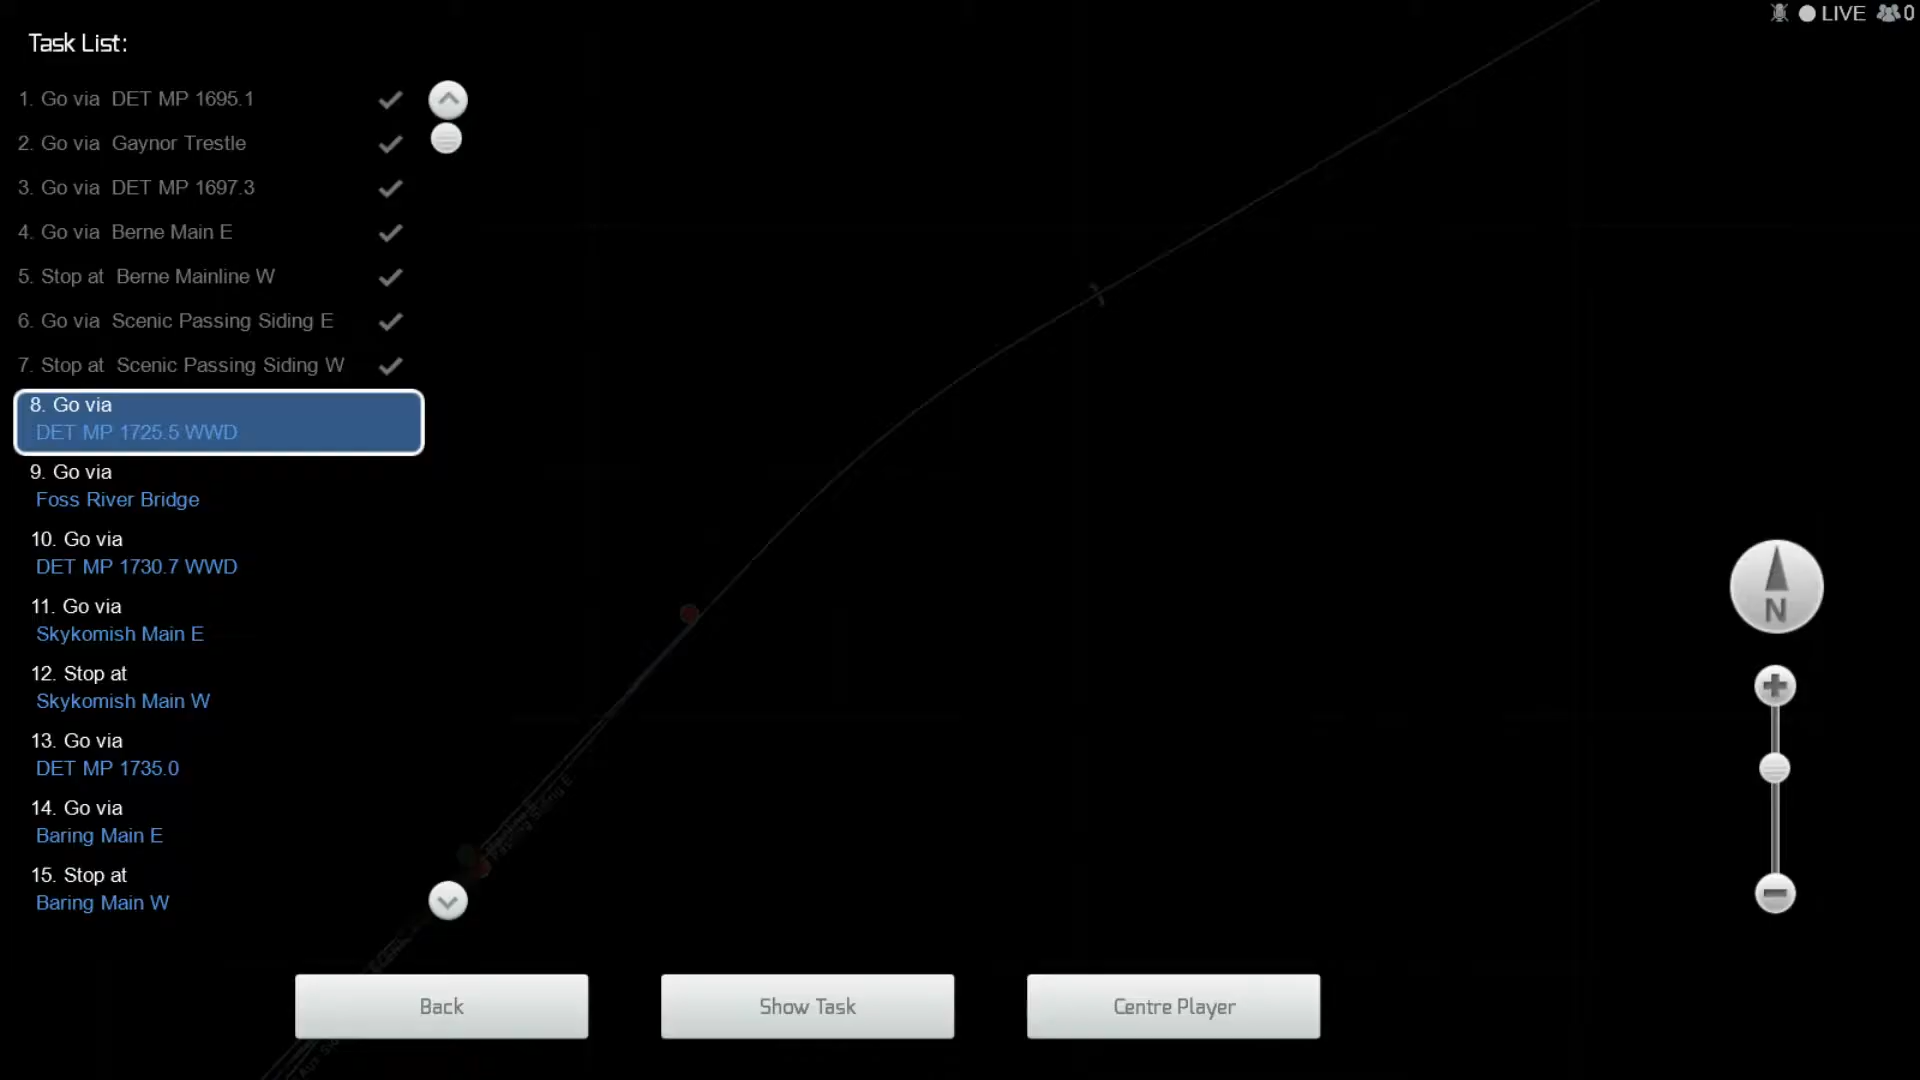 LIVE 0
Task List:
1. Go via DET MP 1695.1
2. Go via Gaynor Trestle
3. Go via DET MP 1697.3
4. Go via Berne Main E
5. Stop at Berne Mainline W
6. Go via Scenic Passing Siding E
7. Stop at Scenic Passing Siding W
8. Go via
DET MP 1725.5 WWD
9. Go via
Foss River Bridge
10. Go via
DET MP 1730.7 WWD
11. Go via
Skykomish Main E
12. Stop at
Skykomish Main W
13. Go via
DET MP 1735.0
14. Go via
Baring Main E
15. Stop at
Baring Main W
N
Passing Siding E
Back
Show Task
Centre Player